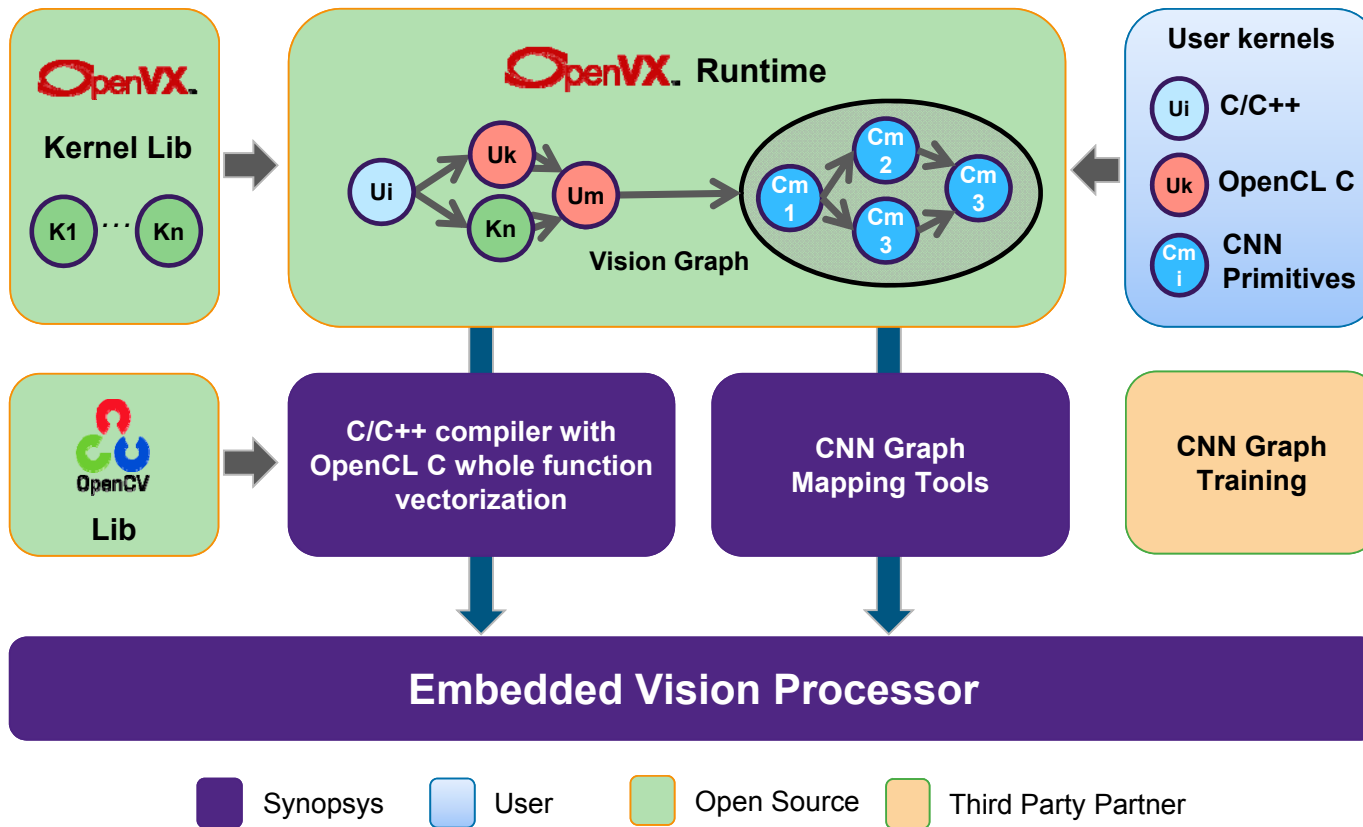 OpenVX™
Kernel Lib
K1 ... Kn
OpenVX™ Runtime
Ui
Uk
Kn
Um
Vision Graph
Cm
1
Cm
2
Cm
3
Cm
3
User kernels
Ui C/C++
Uk OpenCL C
Cm
i
CNN
Primitives
OpenCV
Lib
C/C++ compiler with
OpenCL C whole function
vectorization
CNN Graph
Mapping Tools
CNN Graph
Training
Embedded Vision Processor
Synopsys
User
Open Source
Third Party Partner